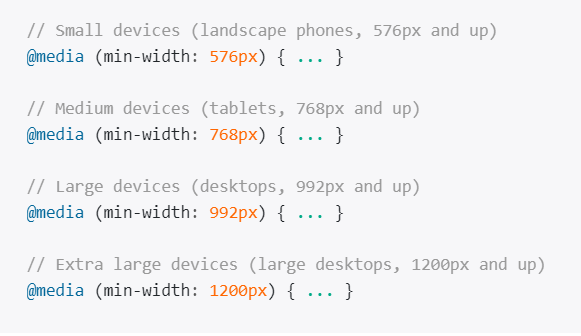 // Small devices (landscape phones, 576px and up)
@media (min-width: 576px) { ... }
// Medium devices (tablets, 768px and up)
@media (min-width: 768px) { ... }
// Large devices (desktops, 992px and up)
@media (min-width: 992px) { ... }
// Extra large devices (large desktops, 1200px and up)
@media (min-width: 1200px) { ... }